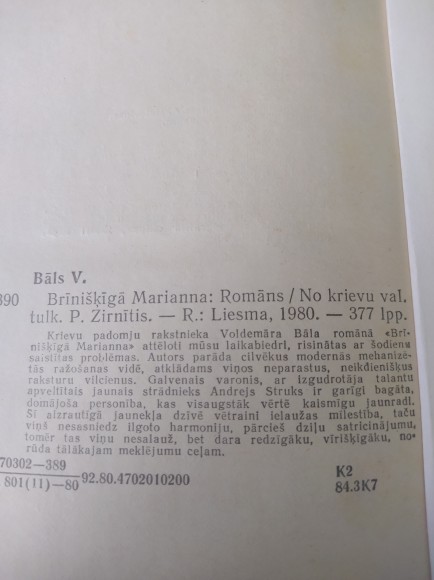 Bāls V.
390 Brīnišķīgā Marianna: Romāns / No krievu val.
tulk. P. Zirnītis. — R.: Liesma, 1980. — 377 lpp.
Krievu padomju rakstnieka Voldemāra Bāla romānā «Brī-
nišķīgā Marianna» attēloti mūsu laikabiedri, risinātas ar šodienu
saistītas problēmas. Autors parāda cilvēkus modernās mehanizē-
tās ražošanas vidē, atklādams viņos neparastus, neikdienišķus
raksturu vilcienus. Galvenais varonis, ar izgudrotāja talantu
apveltītais jaunais strādnieks Andrejs Struks ir garīgi bagāta,
domājoša personība, kas visaugstāk vērtē kaismīgu jaunradi.
Šī aizrautīgā jaunekļa dzīvē vētraini ielaužas mīlestība, taču
viņš nesasniedz ilgoto harmoniju, pārcieš dziļu satricinājumu,
tomēr tas viņu nesalauž, bet dara redzīgāku, vīrišķīgāku, no-
rūda tālākajam meklējumu ceļam.
70302—389
801(11)—80 92.80.4702010200
K2
84.3K7